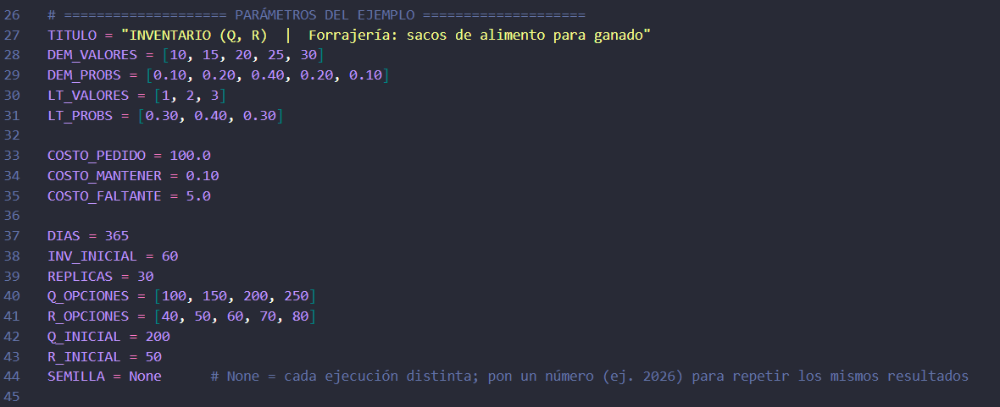 26 # ==================== PARÁMETROS DEL EJEMPLO ====================
27 TITULO = "INVENTARIO (Q, R)  |  Forrajería: sacos de alimento para ganado"
28 DEM_VALORES = [10, 15, 20, 25, 30]
29 DEM_PROBS = [0.10, 0.20, 0.40, 0.20, 0.10]
30 LT_VALORES = [1, 2, 3]
31 LT_PROBS = [0.30, 0.40, 0.30]
32
33 COSTO_PEDIDO = 100.0
34 COSTO_MANTENER = 0.10
35 COSTO_FALTANTE = 5.0
36
37 DIAS = 365
38 INV_INICIAL = 60
39 REPLICAS = 30
40 Q_OPCIONES = [100, 150, 200, 250]
41 R_OPCIONES = [40, 50, 60, 70, 80]
42 Q_INICIAL = 200
43 R_INICIAL = 50
44 SEMILLA = None      # None = cada ejecución distinta; pon un número (ej. 2026) para repetir los mismos resultados
45